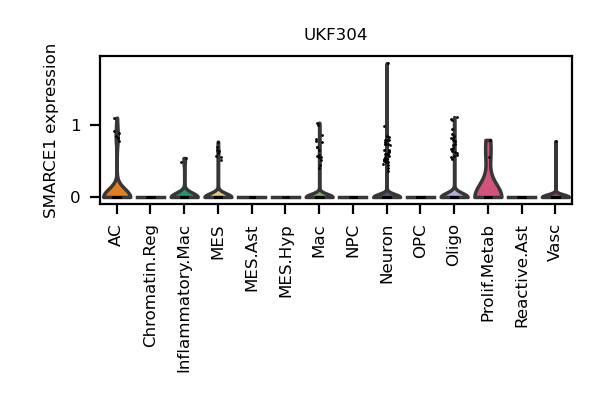 UKF304
SMARCE1 expression
1
0
AC
Chromatin.Reg
Inflammatory.Mac
MES
MES.Ast
MES.Hyp
Mac
NPC
Neuron
OPC
Oligo
Prolif.Metab
Reactive.Ast
Vasc